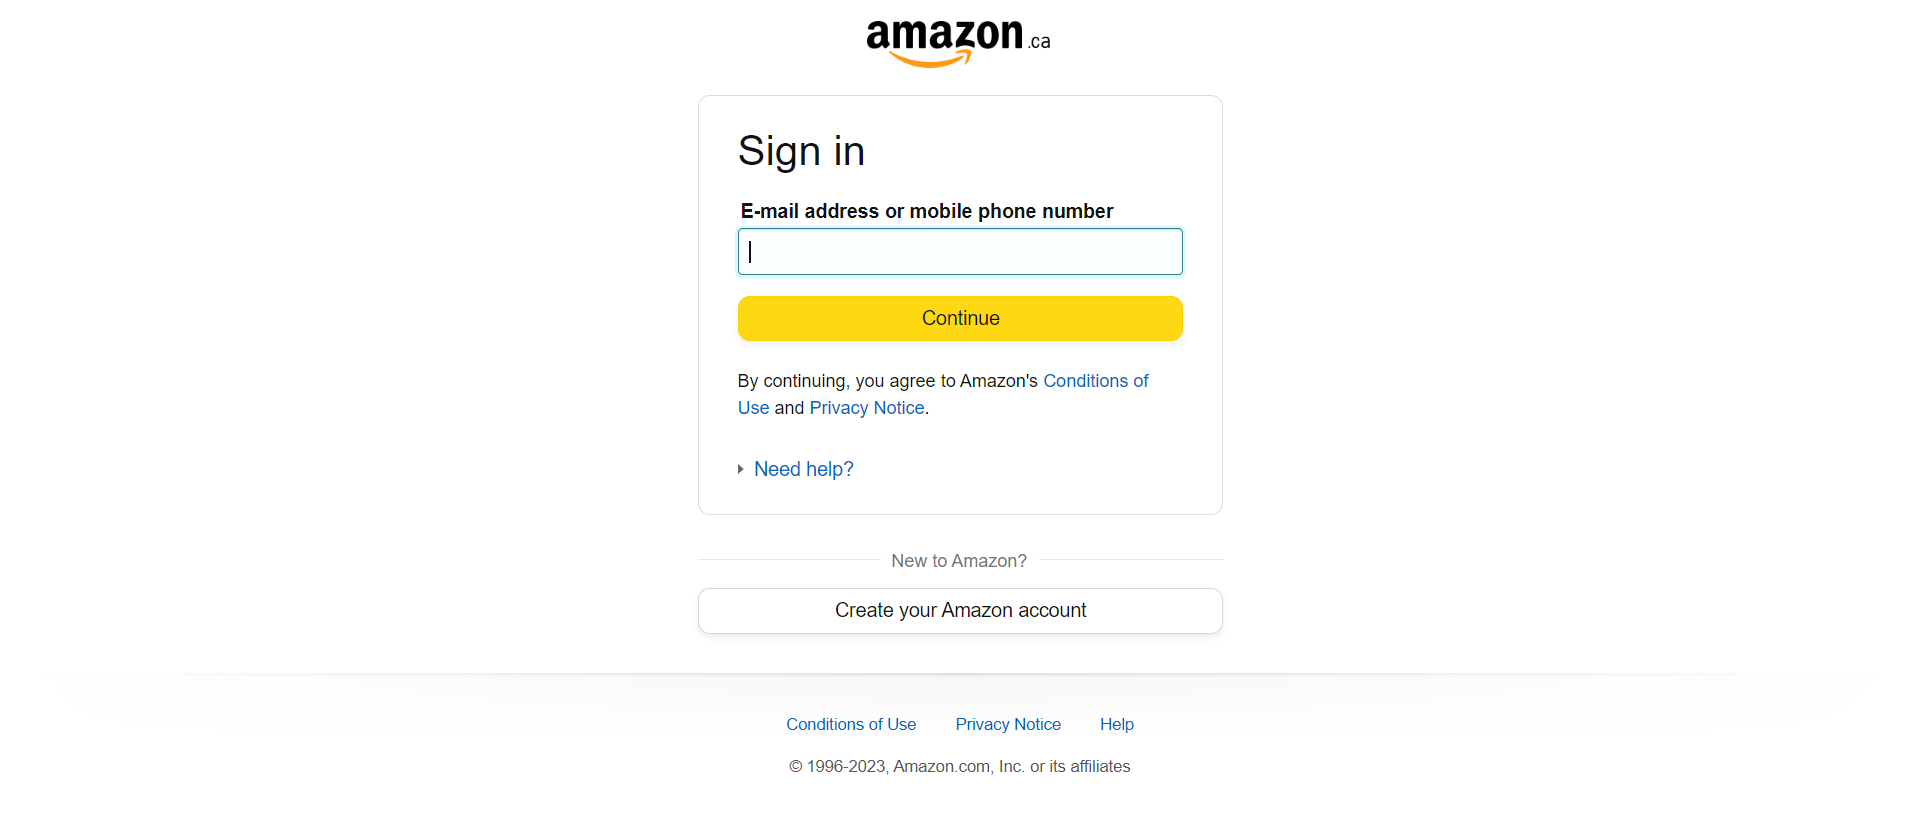 amazon.ca
Sign in
E-mail address or mobile phone number
Continue
By continuing, you agree to Amazon's Conditions of
Use and Privacy Notice.
Need help?
New to Amazon?
Create your Amazon account
Conditions of Use Privacy Notice Help
© 1996-2023, Amazon.com, Inc. or its affiliates